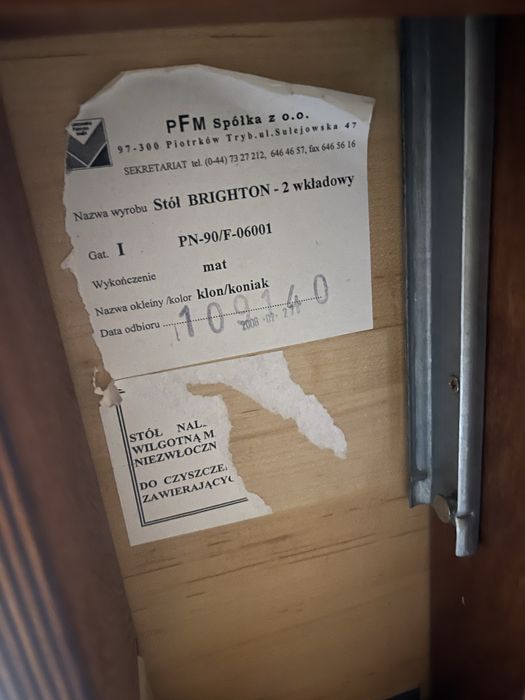 PFM Spółka z o.o.
97-300 Piotrków Tryb.ul.Sulejowska 47
SEKRETARIAT tel. (0-44) 73 27 212, 646 46 57, fax 646 56 16
Nazwa wyrobu Stół BRIGHTON - 2 wkładowy
Gat. I PN-90/F-06001
Wykończenie mat
Nazwa okleiny /kolor klon/koniak
Data odbioru
STÓŁ NAL
WILGOTNĄ M
NIEZWŁOCZN
DO CZYSZCZE
ZAWIERAJĄCYC